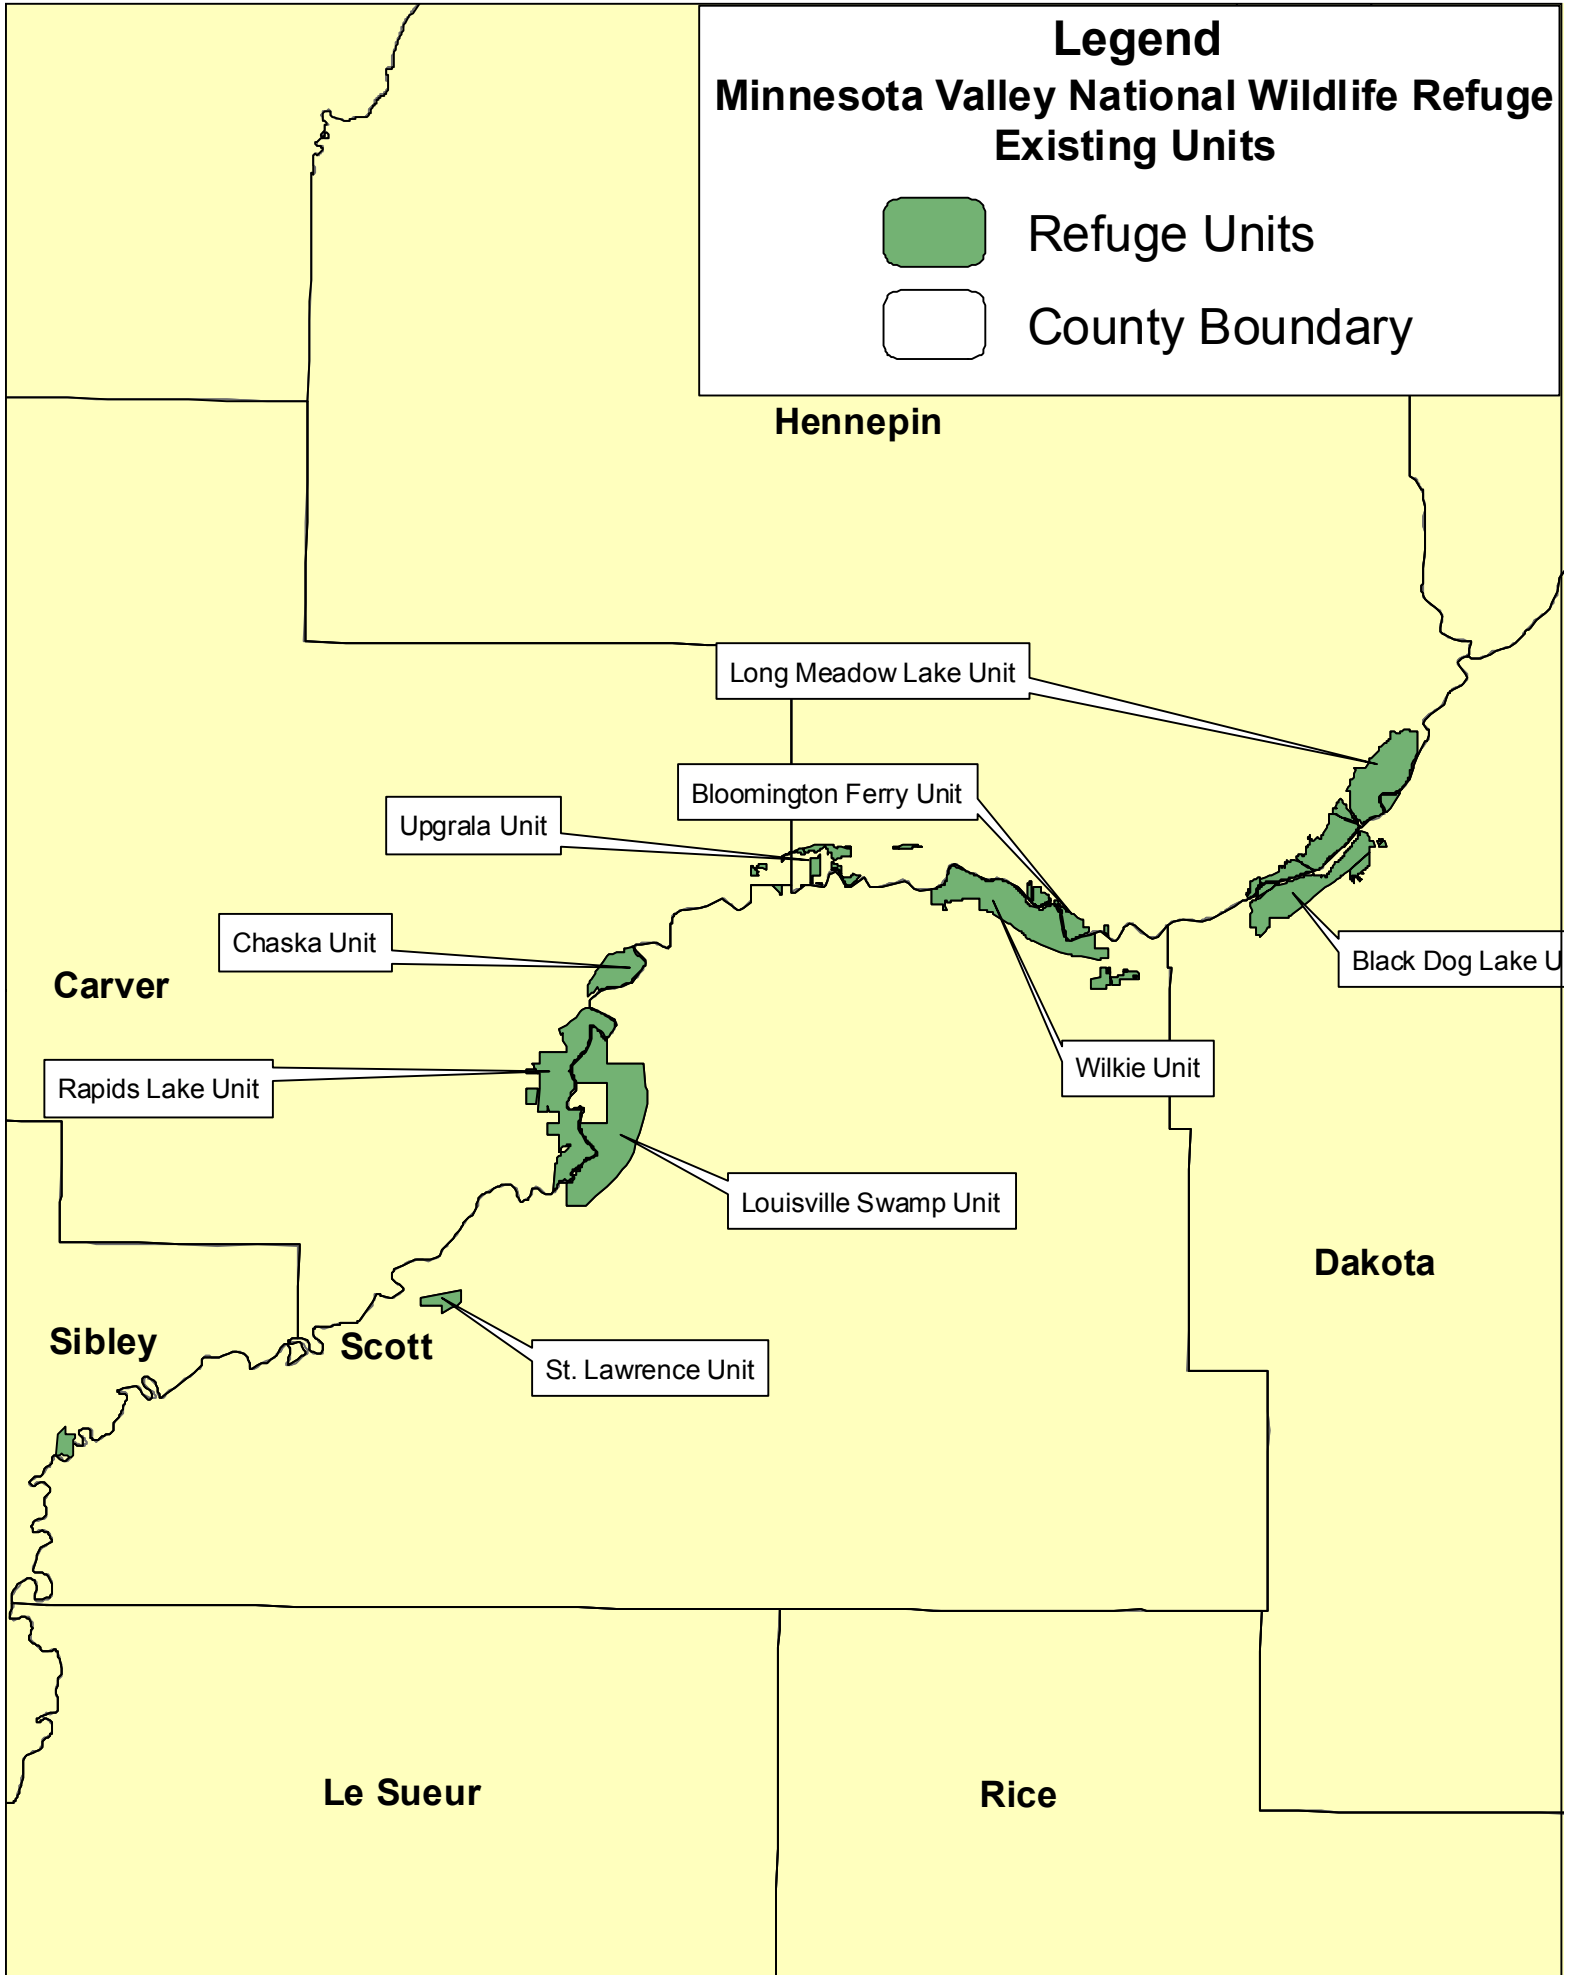 Legend
Minnesota Valley National Wildlife Refuge
Existing Units
Refuge Units
County Boundary
Hennepin
Long Meadow Lake Unit
Bloomington Ferry Unit
Upgrala Unit
Chaska Unit
Black Dog Lake U
Carver
Wilkie Unit
Rapids Lake Unit
Louisville Swamp Unit
Dakota
Sibley
Scott
St. Lawrence Unit
Le Sueur
Rice